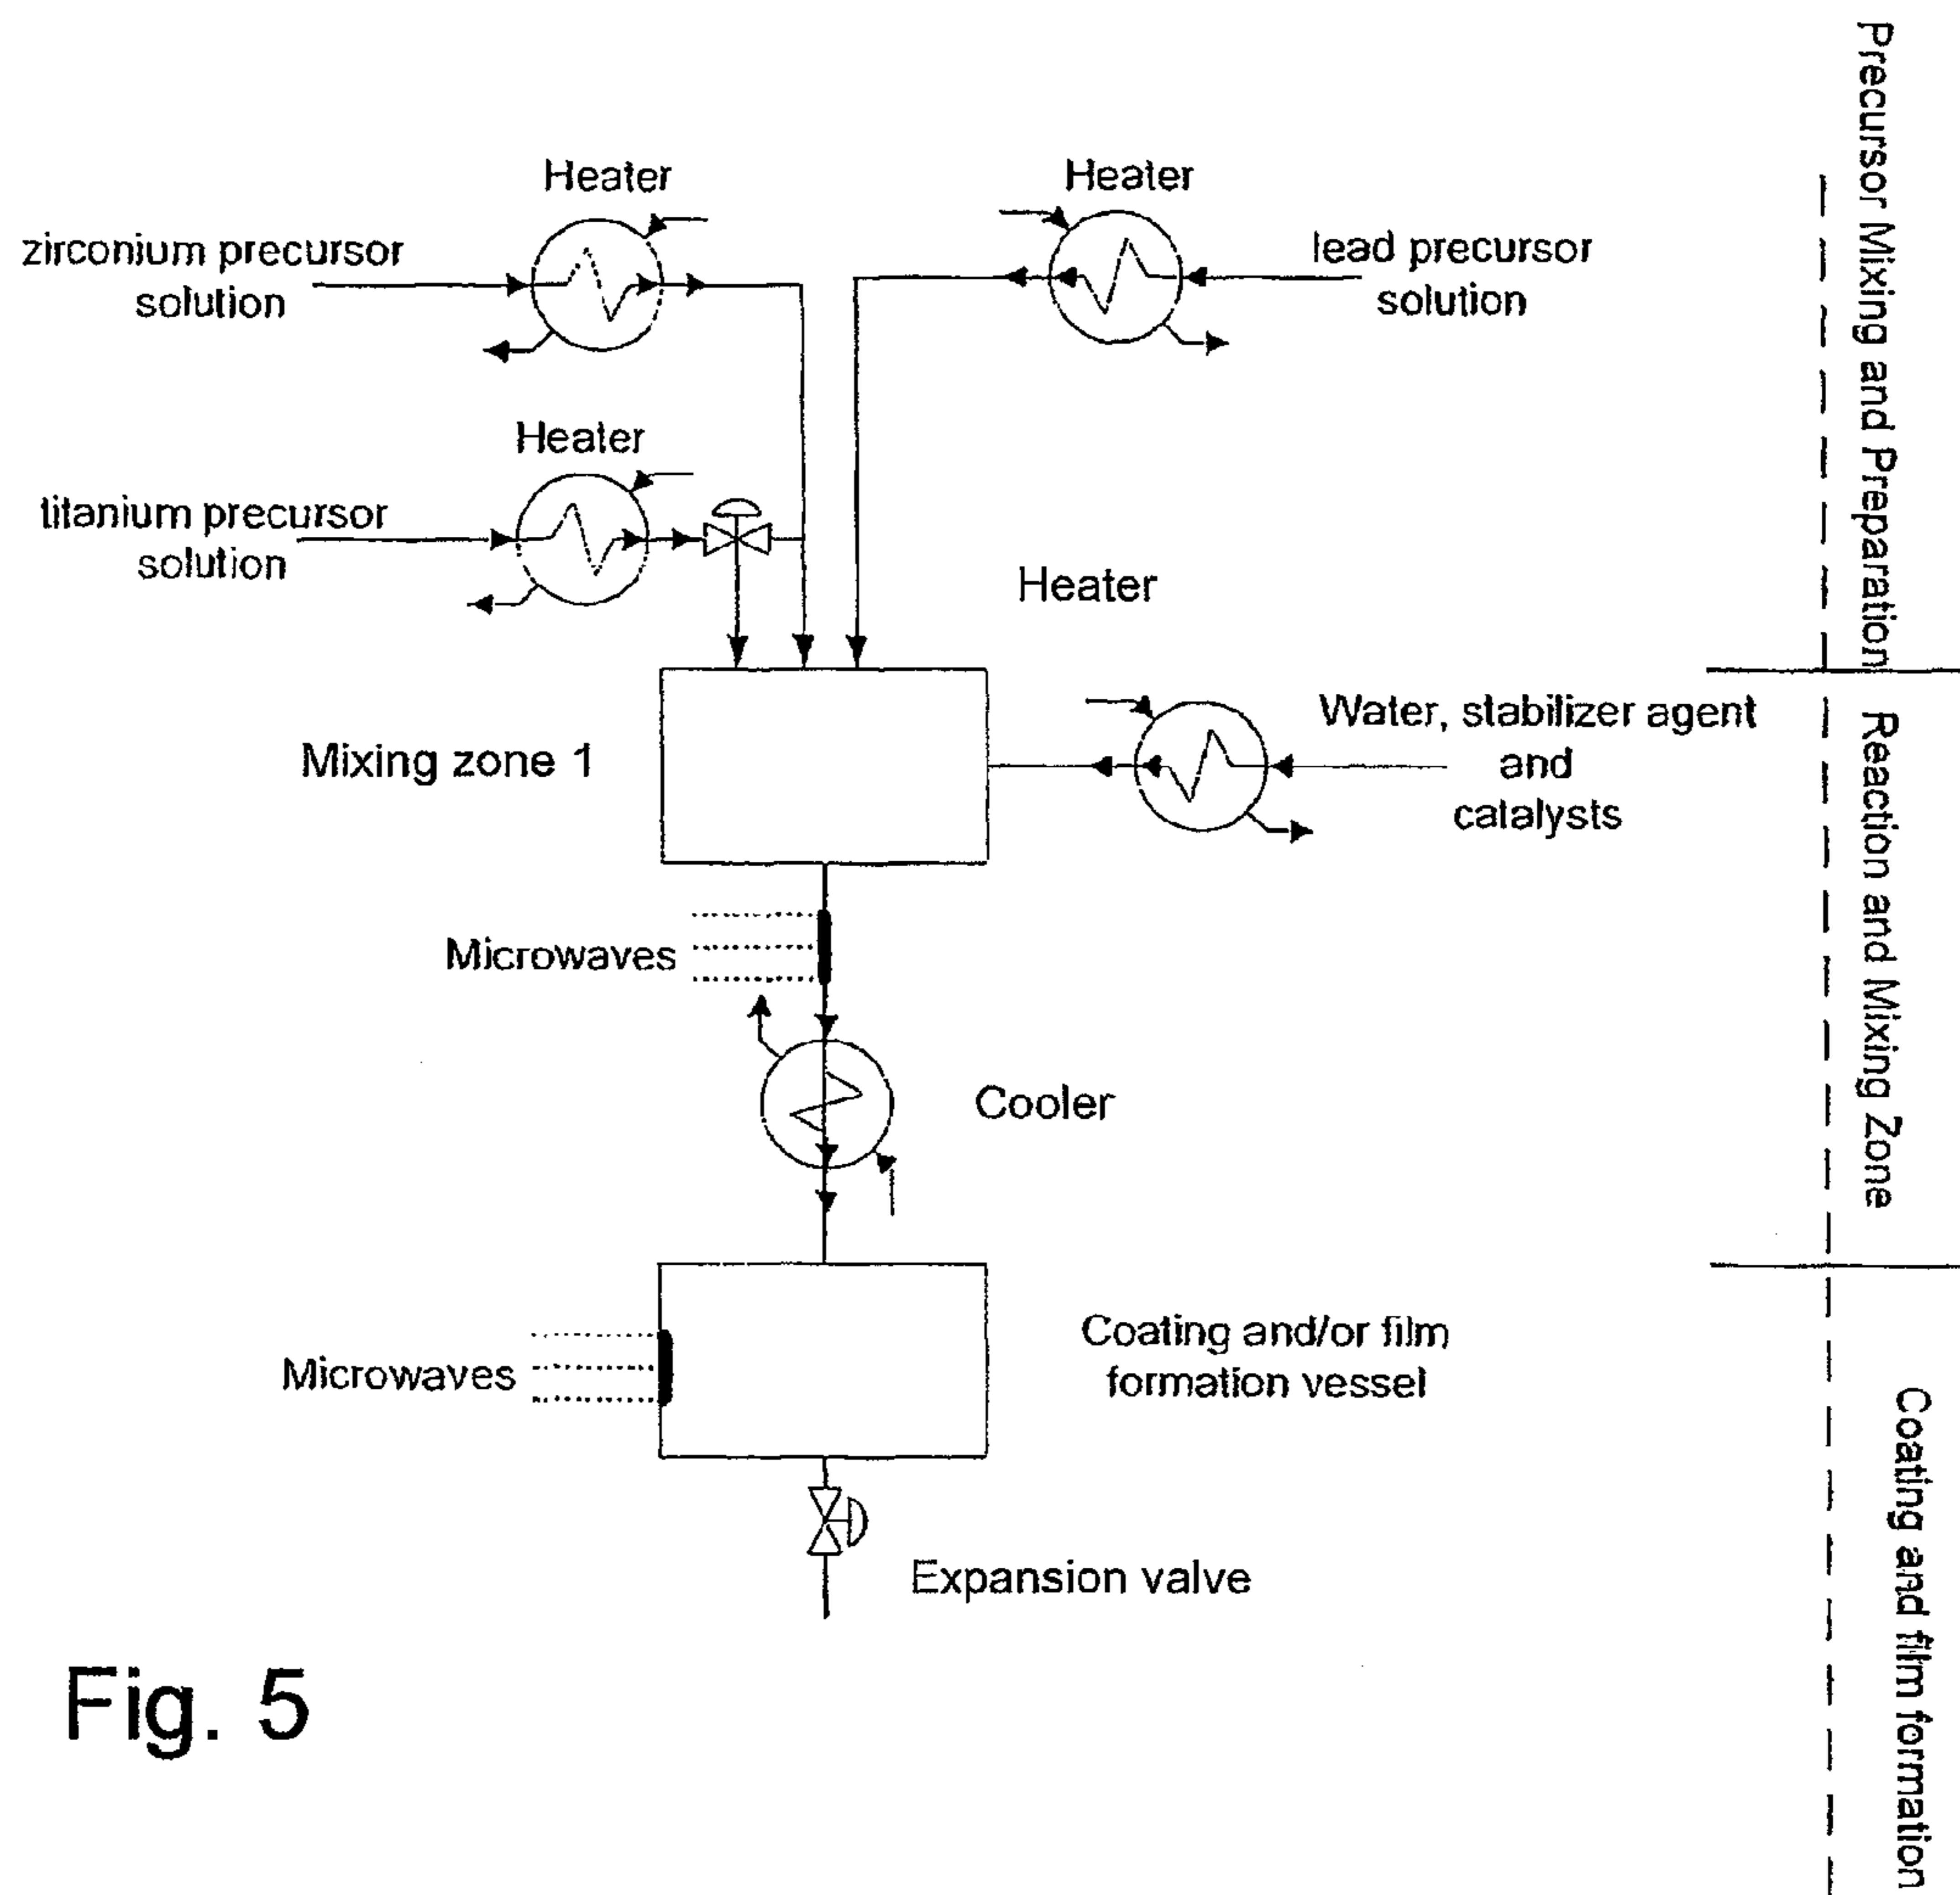 Heater
Heater
zirconium precursor
solution
lead precursor
solution
Heater
titanium precursor
solution
Heater
Mixing zone 1
Water, stabilizer agent
and
catalysts
Microwaves
Cooler
Microwaves
Coating and/or film
formation vessel
Expansion valve
Fig. 5
Precursor Mixing and Preparation
Reaction and Mixing Zone
Coating and film formation